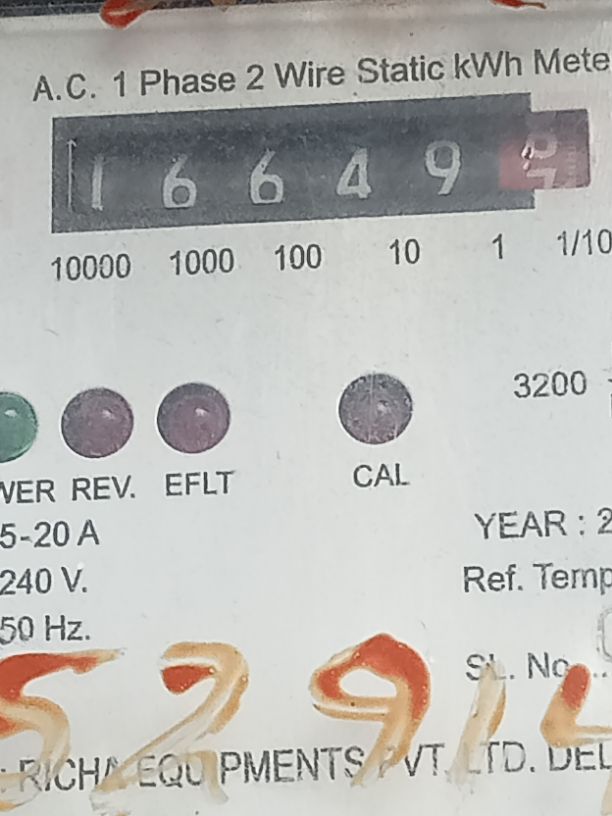 A.C. 1 Phase 2 Wire Static kWh Mete
1 6 6 4 9
10000 1000 100 10 1 1/10
3200
WER REV. EFLT CAL
5-20 A
YEAR : 2
240 V.
Ref. Temp
50 Hz.
SL. No...
5291
: RICHA EQUIPMENTS PVT. LTD. DEL